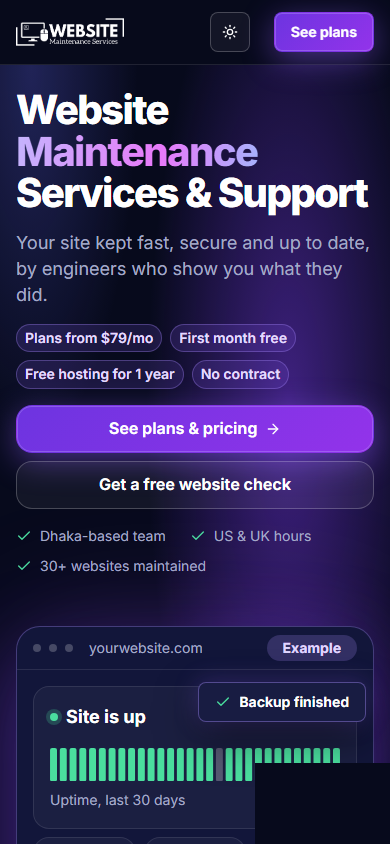 WEBSITE
Maintenance Services
See plans
Website
Maintenance
Services & Support
Your site kept fast, secure and up to date,
by engineers who show you what they
did.
Plans from $79/mo
First month free
Free hosting for 1 year
No contract
See plans & pricing →
Get a free website check
Dhaka-based team
US & UK hours
30+ websites maintained
yourwebsite.com
Example
Backup finished
Site is up
Uptime, last 30 days